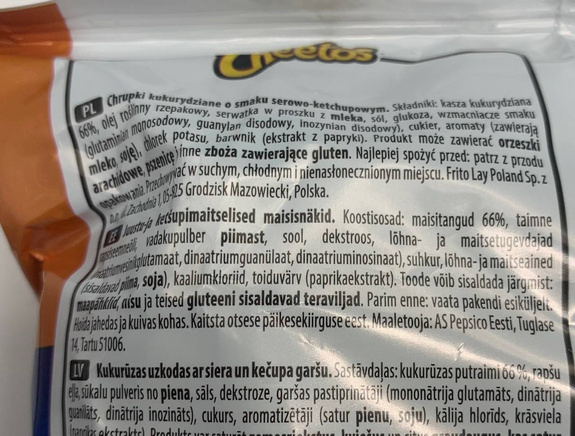 Cheetos
PL Chrupki kukurydziane o smaku serowo-ketchupowym. Składniki: kasza kukurydziana
66%, olej roślinny rzepakowy, serwatka w proszku z mleka, sól, glukoza, wzmacniacze smaku
(glutaminian monosodowy, guanylan disodowy, inozynian disodowy), cukier, aromaty (zawierają
mleko, soję), chlorek potasu, barwnik (ekstrakt z papryki). Produkt może zawierać orzeszki
arachidowe, pszenicę i inne zboża zawierające gluten. Najlepiej spożyć przed: patrz z przodu
opakowania. Przechowywać w suchym, chłodnym i nienasłonecznionym miejscu. Frito Lay Poland Sp. z
Zachodnia 1, 05-825 Grodzisk Mazowiecki, Polska.
EE Juustu-ja ketšupimaitselised maisisnäkid. Koostisosad: maisitangud 66%, taimne
vadakupulber piimast, sool, dekstroos, lõhna- ja maitsetugevdajad
dinaatriumguanülaat, dinaatriuminosinaat), suhkur, lõhna- ja maitseained
(sisaldavad piima, soja), kaaliumkloriid, toiduvärv (paprikaekstrakt). Toode võib sisaldada järgmist:
maapähklid, nisu ja teised gluteeni sisaldavad teraviljad. Parim enne: vaata pakendi esiküljelt.
Hoida jahedas ja kuivas kohas. Kaitsta otsese päikesekiirguse eest. Maaletooja: AS Pepsico Eesti, Tuglase
14, Tartu 51006.
LV Kukurūzas uzkodas ar siera un kečupa garšu. Sastāvdaļas: kukurūzas putraimi 66 %, rapšu
eļļa, sūkalu pulveris no piena, sāls, dekstroze, garšas pastiprinātāji (mononātrija glutamāts, dinātrija
guanilāts, dinātrija inozināts), cukurs, aromatizētāji (satur pienu, soju), kālija hlorīds, krāsviela